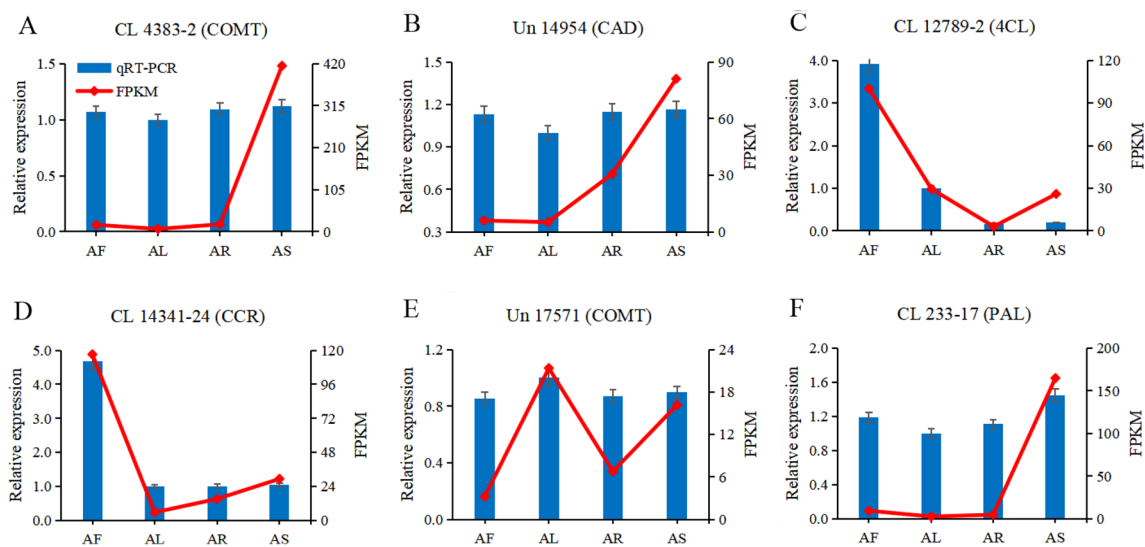 A
CL 4383-2 (COMT)
qRT-PCR
FPKM
Relative expression
1.5
1.0
0.5
0.0
420
315
210
105
0
FPKM
AF AL AR AS
B
Un 14954 (CAD)
Relative expression
1.5
1.2
0.9
0.6
0.3
90
60
30
0
FPKM
AF AL AR AS
C
CL 12789-2 (4CL)
Relative expression
4.0
3.0
2.0
1.0
0.0
120
90
60
30
0
FPKM
AF AL AR AS
D
CL 14341-24 (CCR)
Relative expression
5.0
4.0
3.0
2.0
1.0
0.0
120
96
72
48
24
0
FPKM
AF AL AR AS
E
Un 17571 (COMT)
Relative expression
1.2
0.8
0.4
0.0
24
18
12
6
0
FPKM
AF AL AR AS
F
CL 233-17 (PAL)
Relative expression
2.0
1.6
1.2
0.8
0.4
0.0
200
150
100
50
0
FPKM
AF AL AR AS